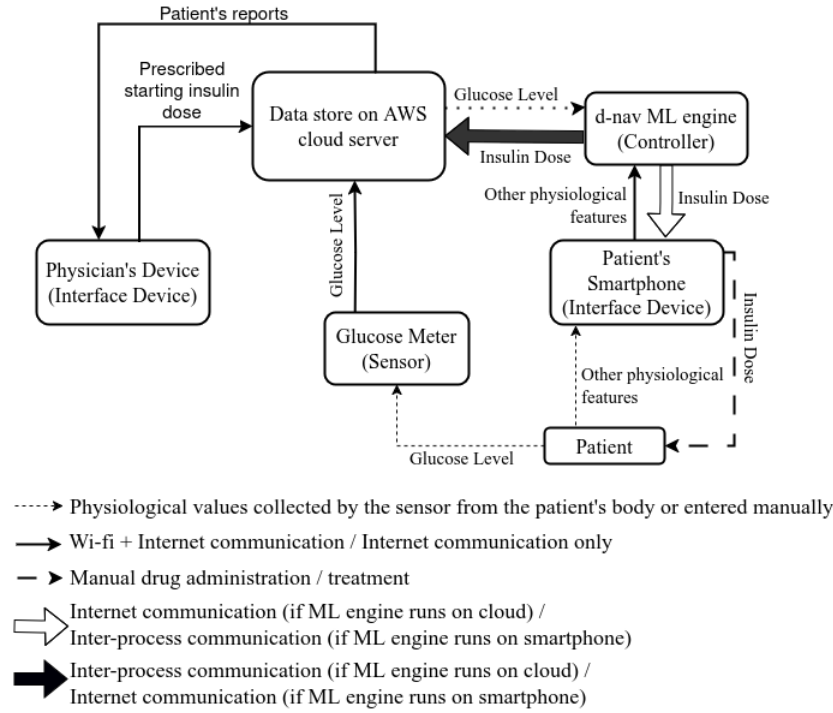 Patient's reports
Prescribed
starting insulin
dose
Data store on AWS
cloud server
Glucose Level
Insulin Dose
d-nav ML engine
(Controller)
Other physiological
features
Insulin Dose
Glucose Level
Physician's Device
(Interface Device)
Patient's
Smartphone
(Interface Device)
Insulin Dose
Glucose Meter
(Sensor)
Other physiological
features
Patient
Glucose Level
Physiological values collected by the sensor from the patient's body or entered manually
Wi-fi + Internet communication / Internet communication only
Manual drug administration / treatment
Internet communication (if ML engine runs on cloud) /
Inter-process communication (if ML engine runs on smartphone)
Inter-process communication (if ML engine runs on cloud) /
Internet communication (if ML engine runs on smartphone)